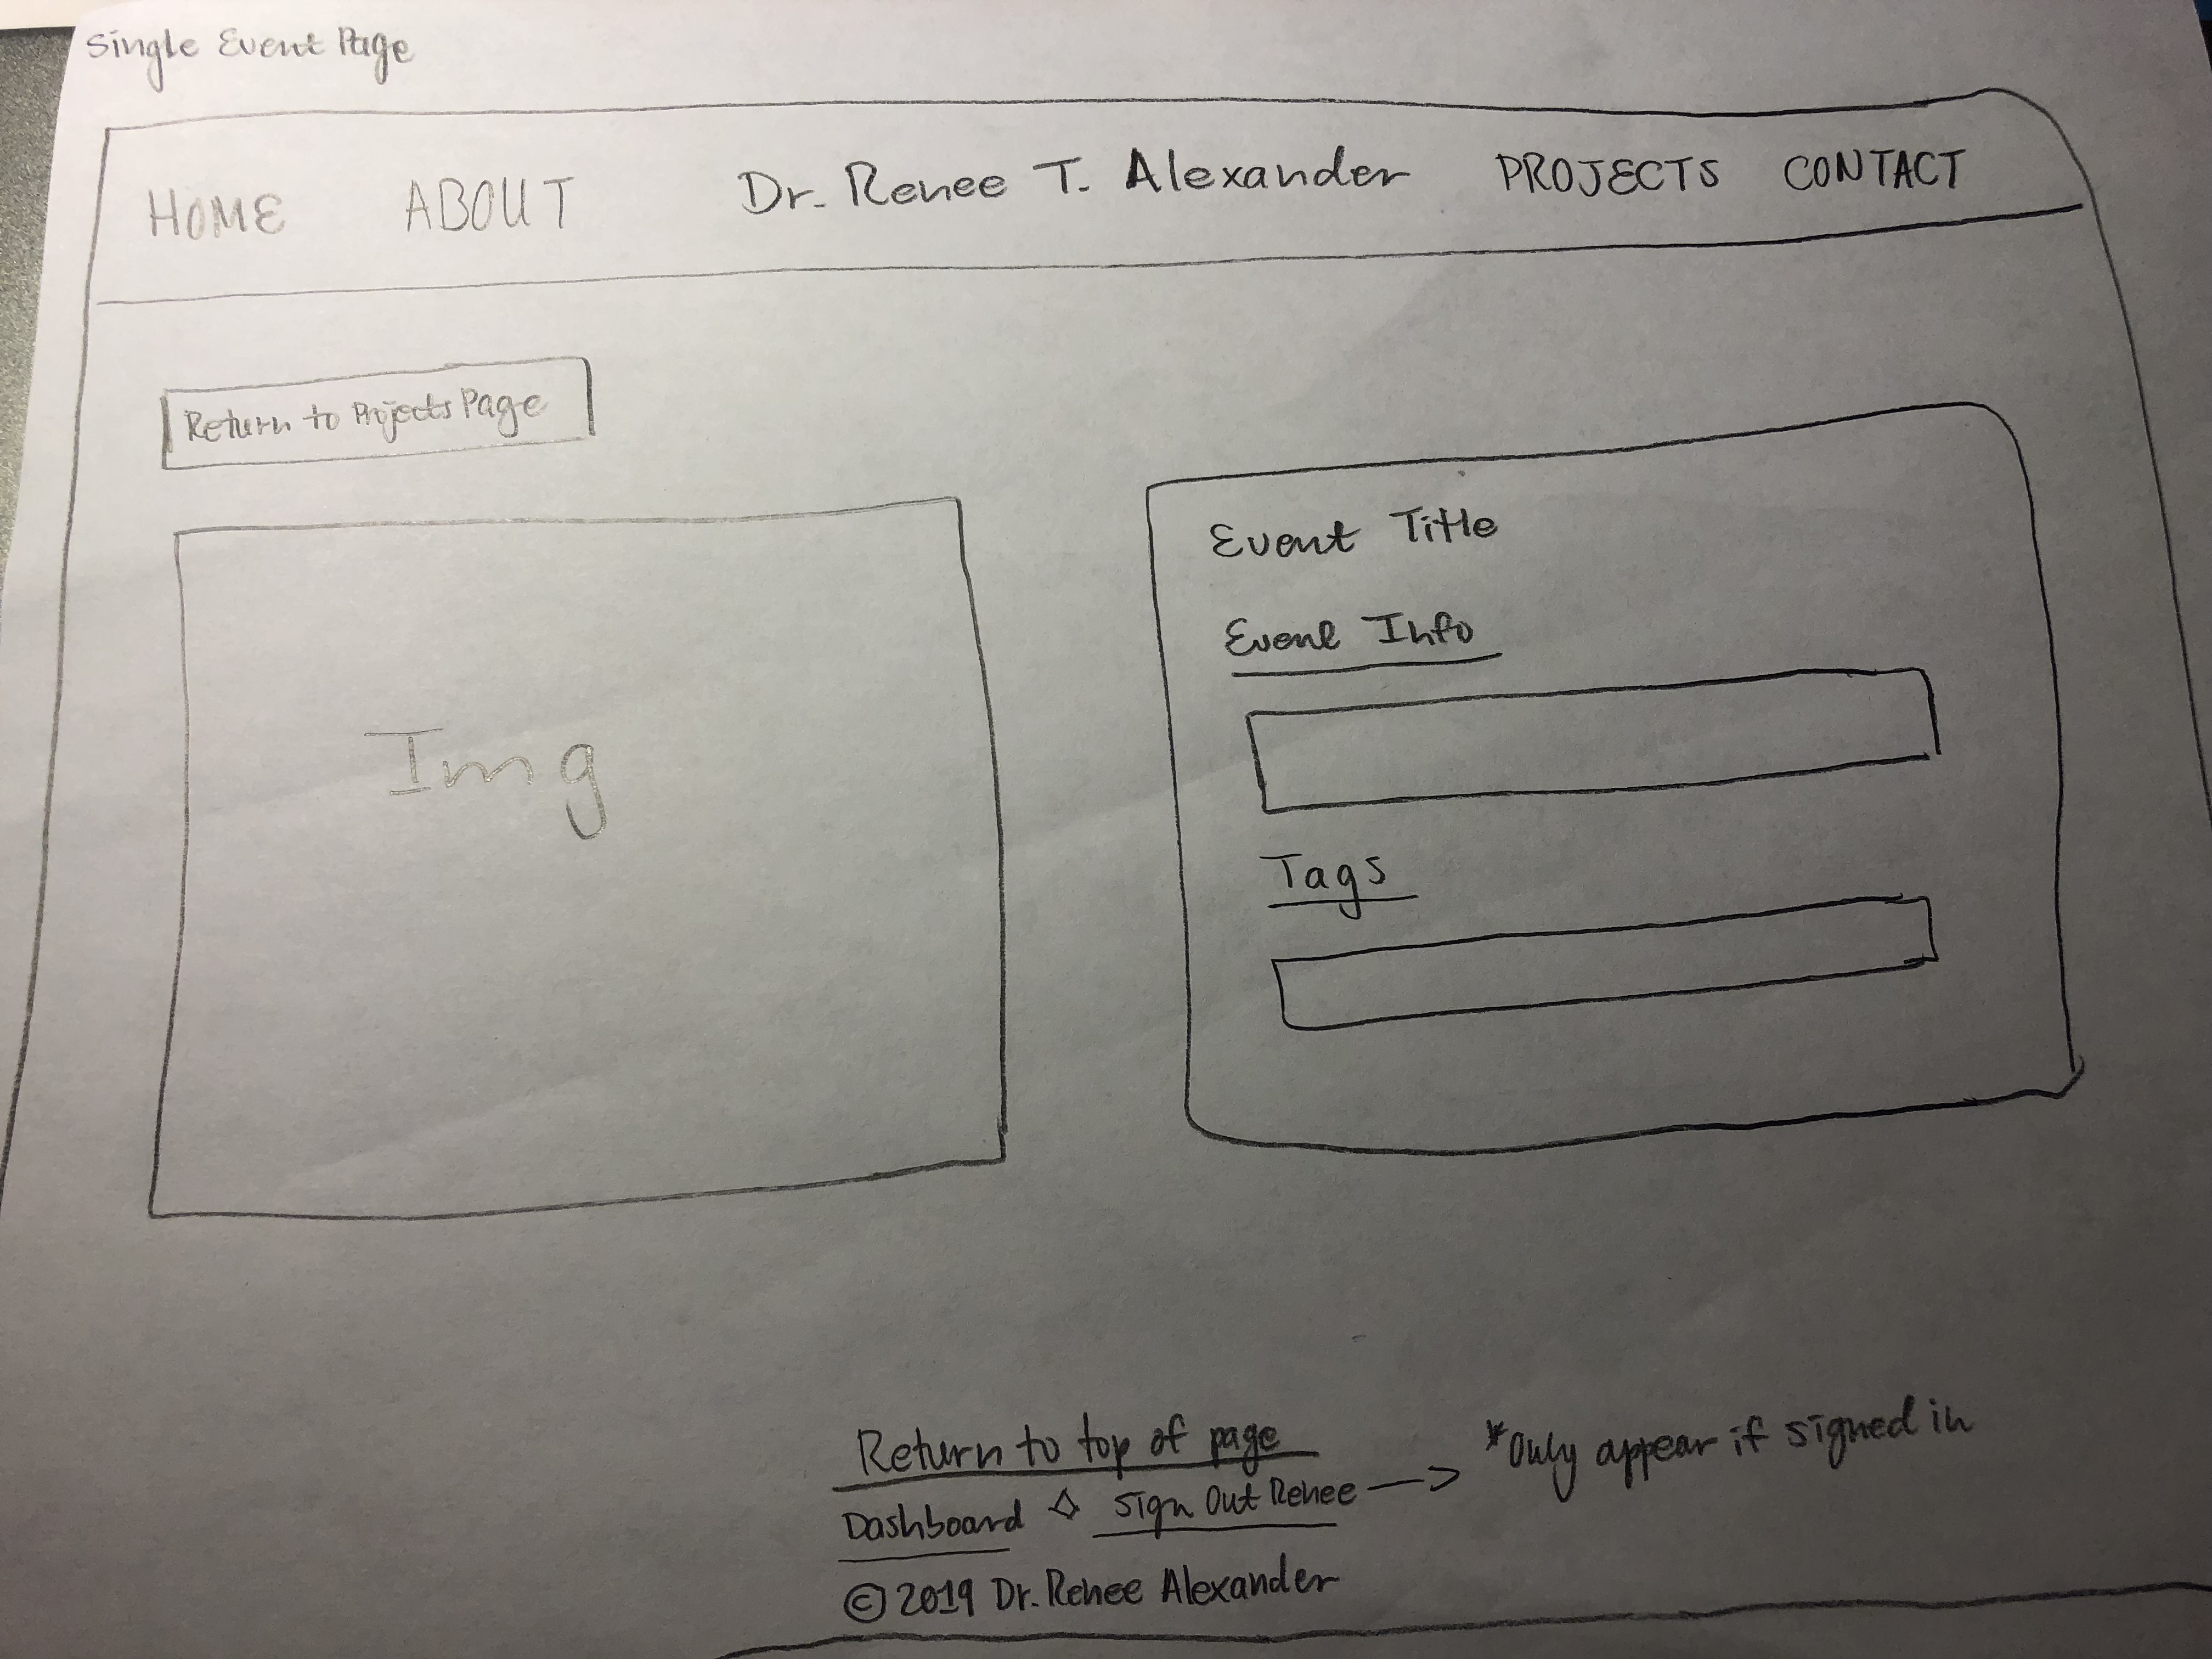 Single Event Page
HOME ABOUT Dr. Renee T. Alexander PROJECTS CONTACT
Return to Projects Page
Img
Event Title
Event Info
Tags
Return to top of page
*Only appear if signed in
Dashboard ◇ Sign Out Renee —>
© 2019 Dr. Renee Alexander